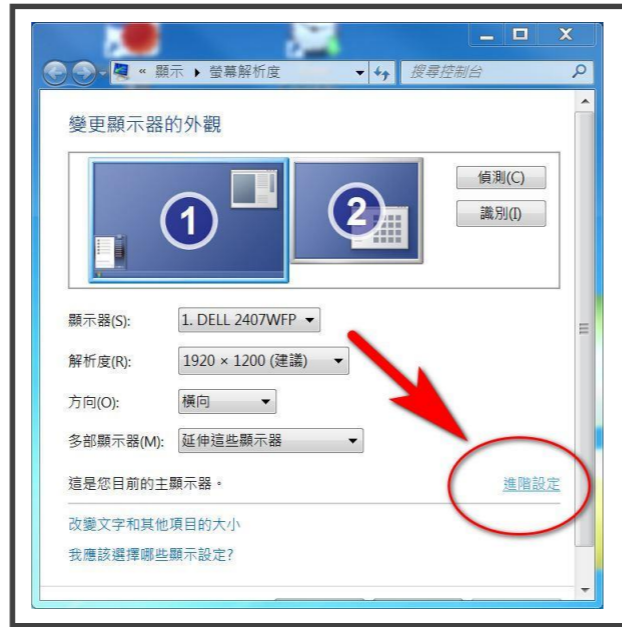 « 顯示 ▸ 螢幕解析度
搜尋控制台
變更顯示器的外觀
1
2
偵測(C)
識別(I)
顯示器(S): 1. DELL 2407WFP
解析度(R): 1920 × 1200 (建議)
方向(O): 橫向
多部顯示器(M): 延伸這些顯示器
這是您目前的主顯示器。 進階設定
改變文字和其他項目的大小
我應該選擇哪些顯示設定?